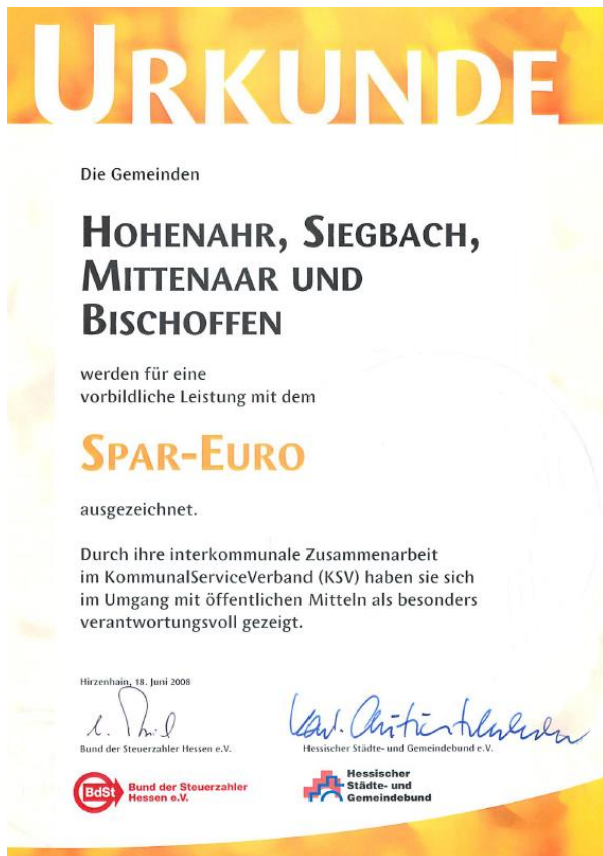 URKUNDE
Die Gemeinden
HOHENAHR, SIEGBACH,
MITTENAAR UND
BISCHOFFEN
werden für eine
vorbildliche Leistung mit dem
SPAR-EURO
ausgezeichnet.
Durch ihre interkommunale Zusammenarbeit
im KommunalServiceVerband (KSV) haben sie sich
im Umgang mit öffentlichen Mitteln als besonders
verantwortungsvoll gezeigt.
Hirzenhain, 18. Juni 2008
Bund der Steuerzahler Hessen e.V.
Hessischer Städte- und Gemeindebund e.V.
BdSt
Bund der Steuerzahler
Hessen e.V.
Hessischer
Städte- und
Gemeindebund